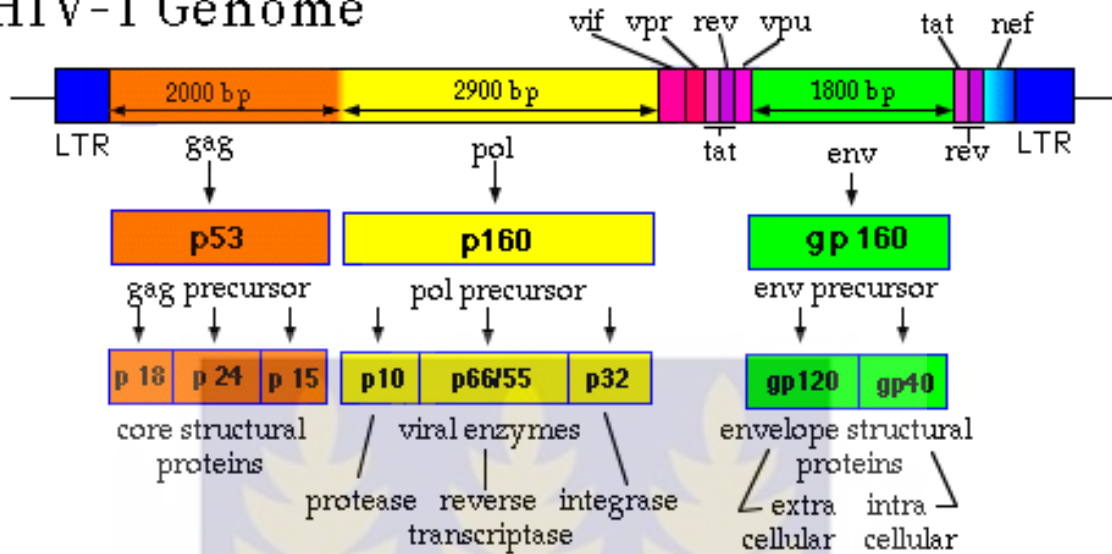 HIV-1 Genome
vif vpr rev vpu tat nef
2000 bp 2900 bp 1800 bp
LTR gag pol tat env rev LTR
p53 p160 gp 160
gag precursor pol precursor env precursor
p 18 p 24 p 15 p10 p66/55 p32 gp120 gp40
core structural viral enzymes envelope structural
proteins proteins
protease reverse integrase extra intra
transcriptase cellular cellular